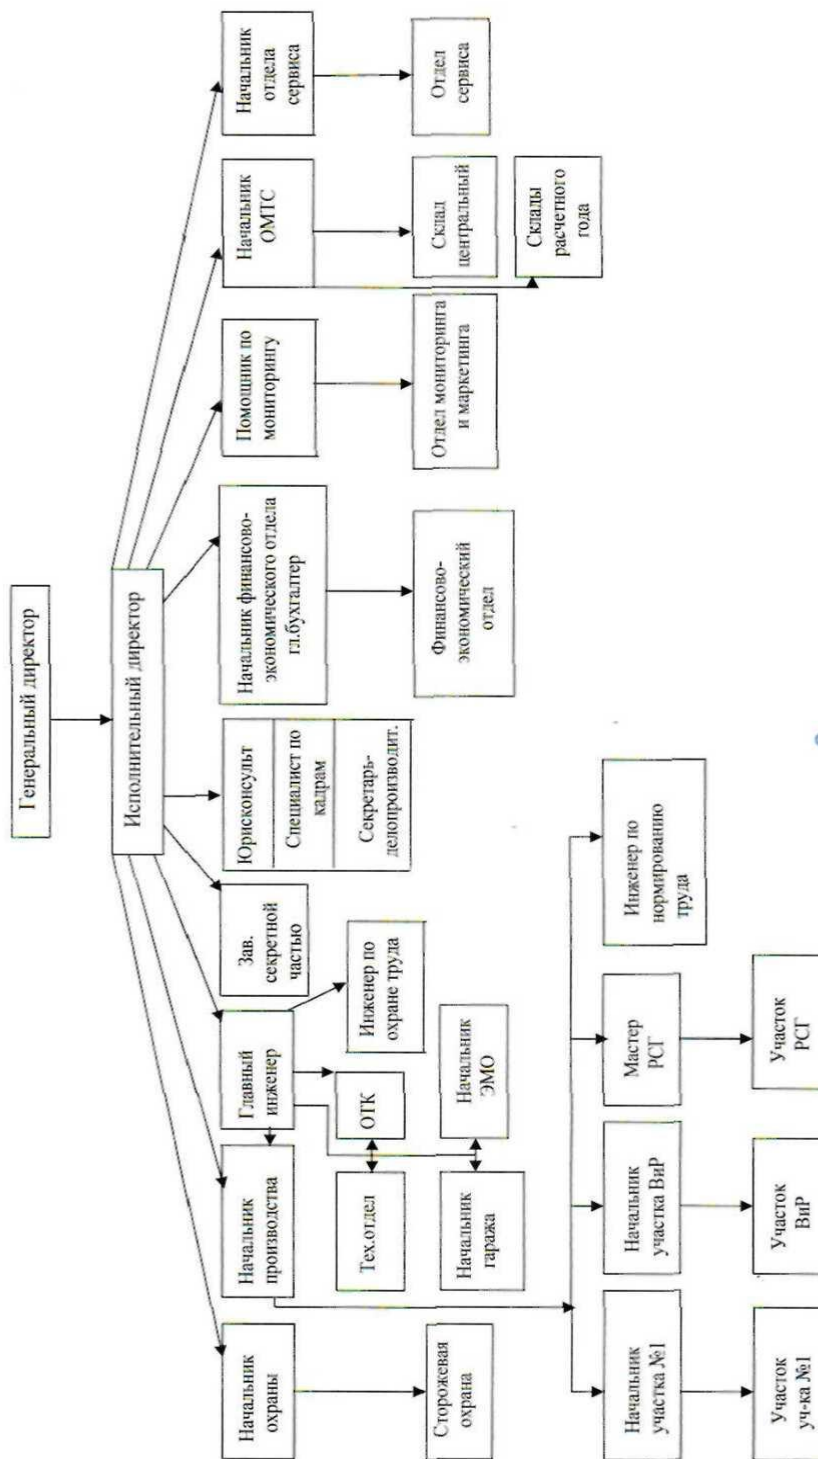 Генеральный директор
Исполнительный директор
Начальник
охраны
Начальник
производства
Главный
инженер
Зав.
секретной
частью
Юрисконсульт
Специалист по
кадрам
Секретарь-
делопроизводит.
Начальник финансово-
экономического отдела
гл.бухгалтер
Помощник по
мониторингу
Начальник
ОМТС
Начальник
отдела
сервиса
Сторожевая
охрана
Тех.отдел
ОТК
Инженер по
охране труда
Начальник
гаража
Начальник
ЭМО
Финансово-
экономический
отдел
Отдел мониторинга
и маркетинга
Склад
центральный
Склады
расчетного
года
Отдел
сервиса
Начальник
участка №1
Начальник
участка ВиР
Мастер
РСГ
Инженер по
нормированию
труда
Участок
уч-ка №1
Участок
ВиР
Участок
РСГ